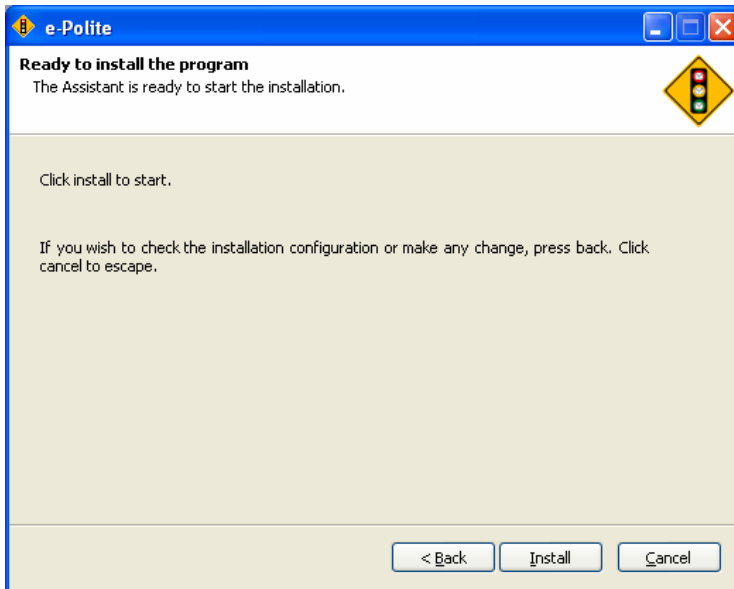 e-Polite
Ready to install the program
The Assistant is ready to start the installation.
Click install to start.
If you wish to check the installation configuration or make any change, press back. Click
cancel to escape.
< Back Install Cancel